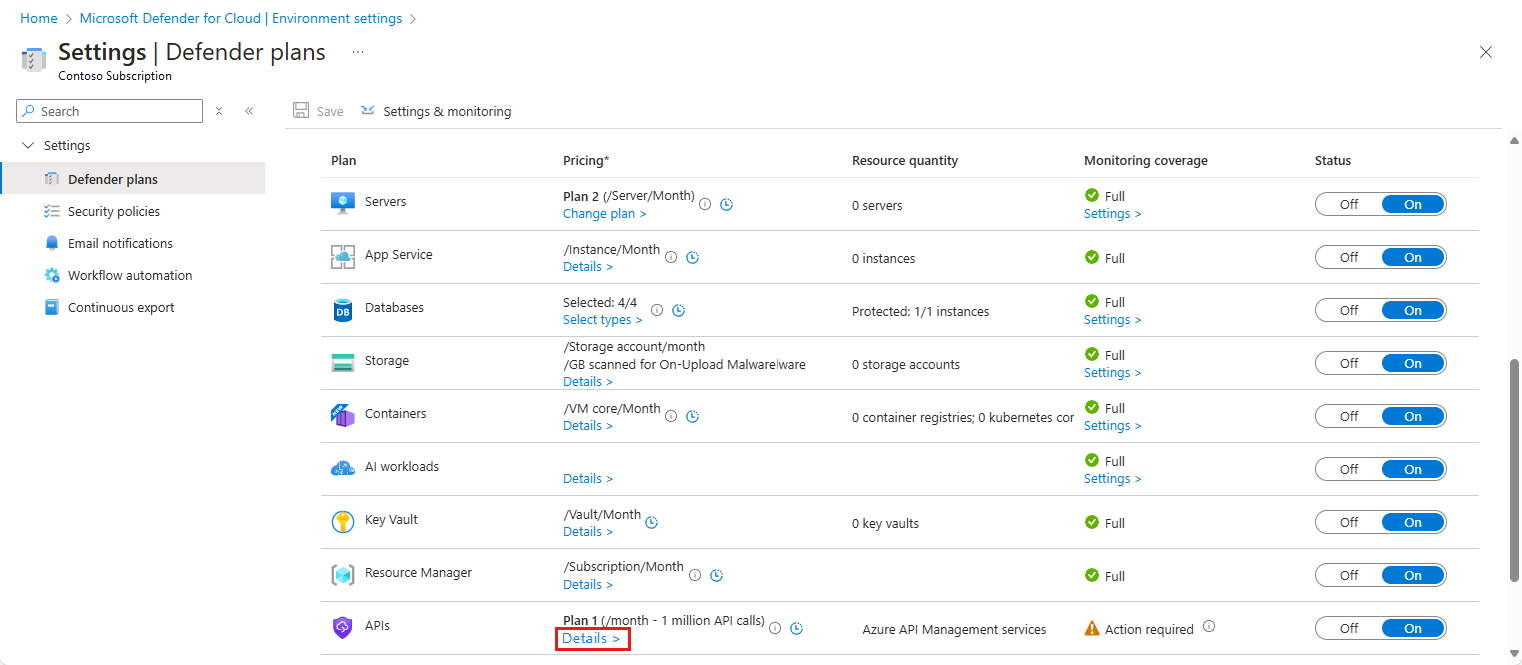 Home > Microsoft Defender for Cloud | Environment settings >
Settings | Defender plans ...
Contoso Subscription
Search
Save Settings & monitoring
Settings
Defender plans
Security policies
Email notifications
Workflow automation
Continuous export
Plan Pricing* Resource quantity Monitoring coverage Status
Servers Plan 2 (/Server/Month) 0 servers Full Off On
Change plan > Settings >
App Service /Instance/Month 0 instances Full Off On
Details >
Databases Selected: 4/4 Protected: 1/1 instances Full Off On
Select types > Settings >
/Storage account/month
Storage /GB scanned for On-Upload Malwareware 0 storage accounts Full Off On
Details > Settings >
Containers /VM core/Month 0 container registries; 0 kubernetes cor Full Off On
Details > Settings >
AI workloads Full Off On
Details > Settings >
Key Vault /Vault/Month 0 key vaults Full Off On
Details >
Resource Manager /Subscription/Month Full Off On
Details >
APIs Plan 1 (/month - 1 million API calls) Azure API Management services Action required Off On
Details >